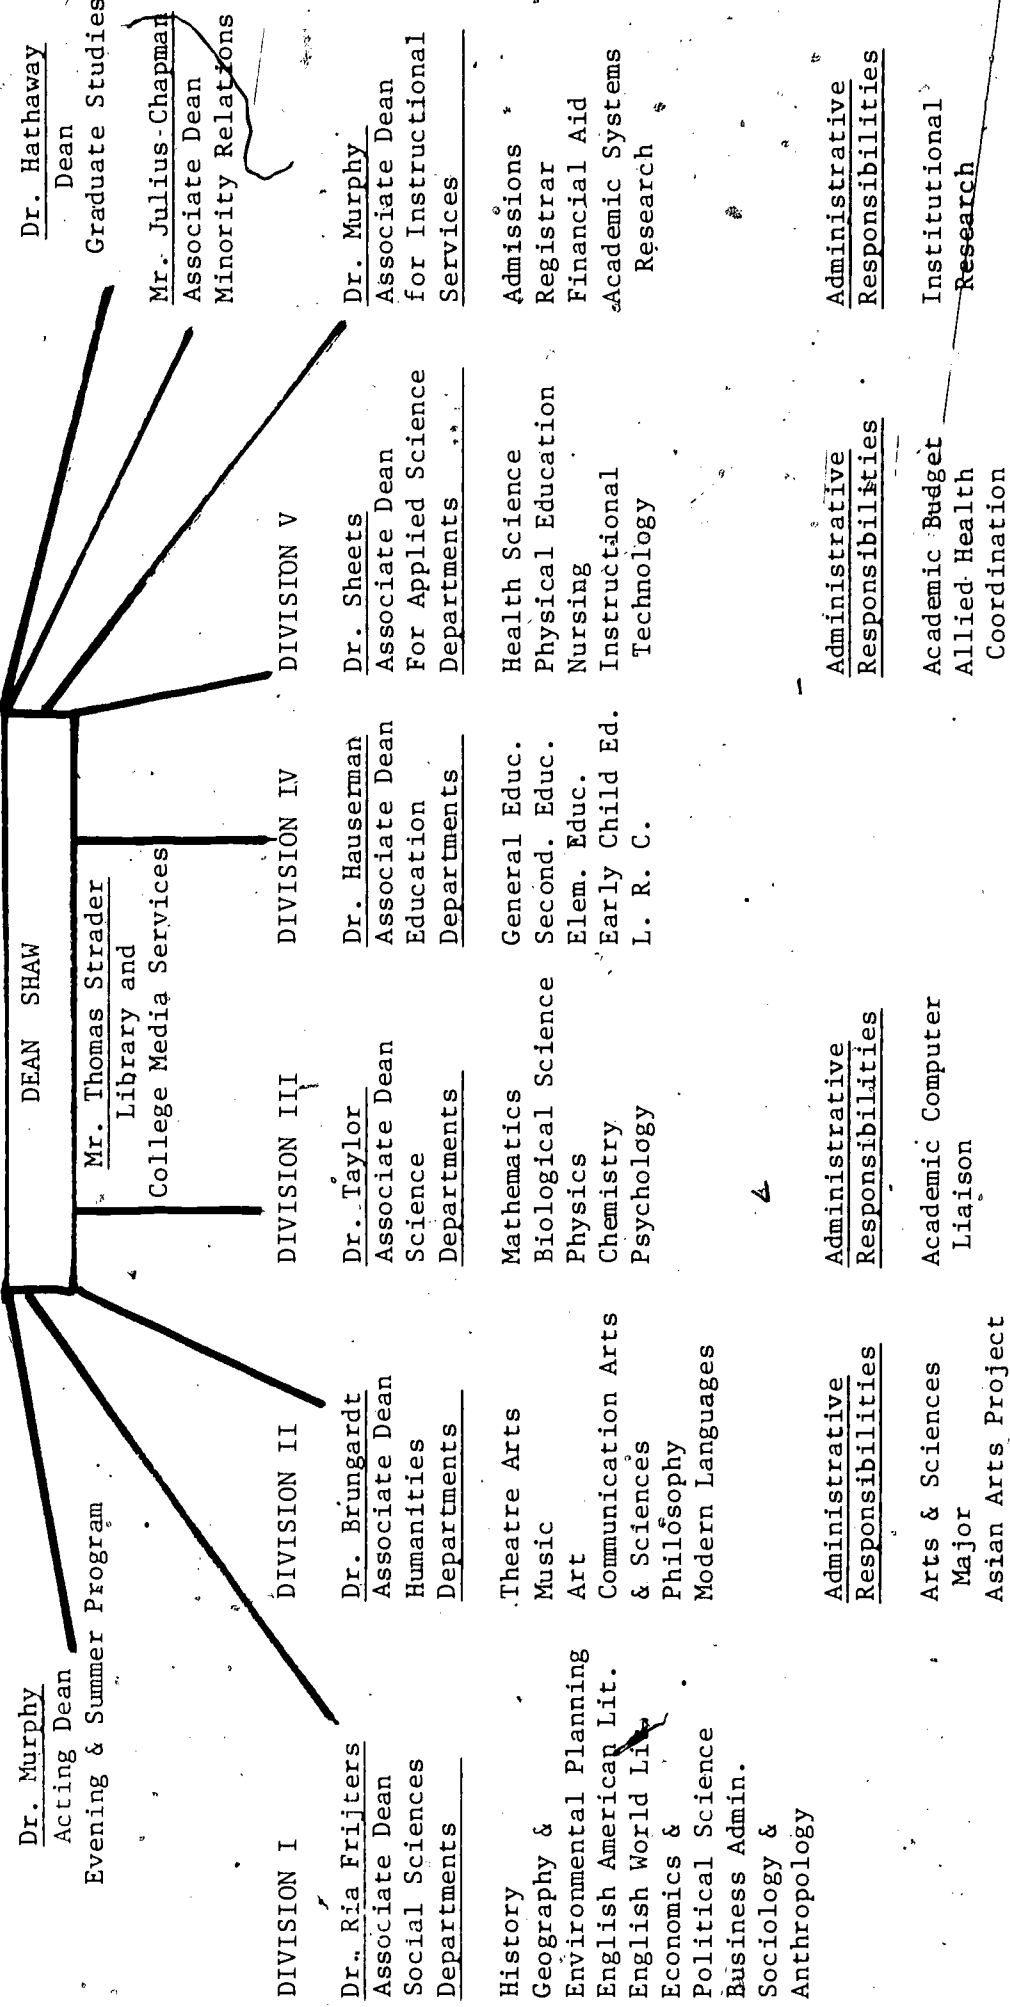 DEAN SHAW
Dr. Murphy
Acting Dean
Evening & Summer Program
Mr. Thomas Strader
Library and
College Media Services
Dr. Hathaway
Dean
Graduate Studies
Mr. Julius Chapman
Associate Dean
Minority Relations
DIVISION I
Dr. Ria Frijters
Associate Dean
Social Sciences
Departments
History
Geography &
Environmental Planning
English American Lit.
English World Lit.
Economics &
Political Science
Business Admin.
Sociology &
Anthropology
DIVISION II
Dr. Brungardt
Associate Dean
Humanities
Departments
Theatre Arts
Music
Art
Communication Arts
& Sciences
Philosophy
Modern Languages
Administrative
Responsibilities
Arts & Sciences
Major
Asian Arts Project
DIVISION III
Dr. Taylor
Associate Dean
Science
Departments
Mathematics
Biological Science
Physics
Chemistry
Psychology
Administrative
Responsibilities
Academic Computer
Liaison
DIVISION IV
Dr. Hauserman
Associate Dean
Education
Departments
General Educ.
Second. Educ.
Elem. Educ.
Early Child Ed.
L. R. C.
DIVISION V
Dr. Sheets
Associate Dean
For Applied Science
Departments
Health Science
Physical Education
Nursing
Instructional
Technology
Administrative
Responsibilities
Academic Budget
Allied Health
Coordination
Dr. Murphy
Associate Dean
for Instructional
Services
Admissions
Registrar
Financial Aid
Academic Systems
Research
Administrative
Responsibilities
Institutional
Research